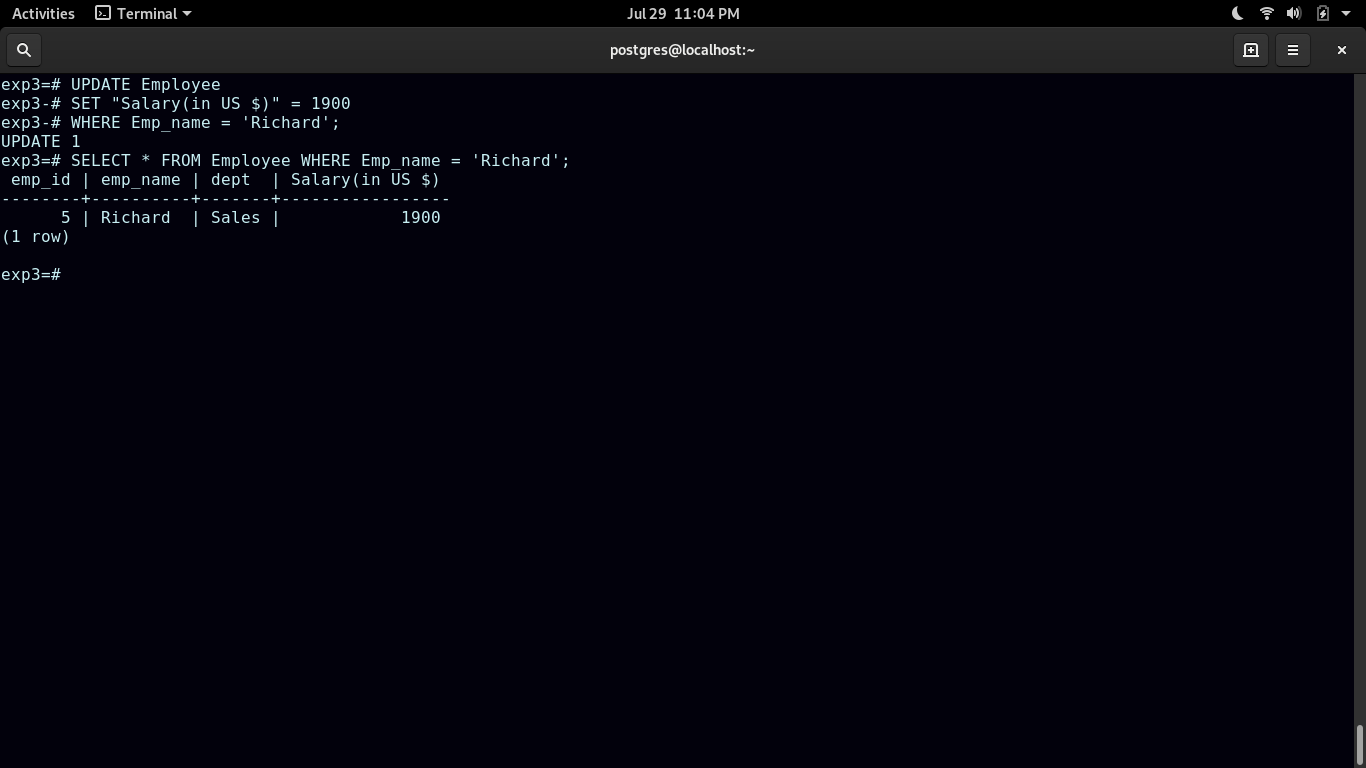 Activities Terminal Jul 29 11:04 PM
postgres@localhost:~
exp3=# UPDATE Employee
exp3-# SET "Salary(in US $)" = 1900
exp3-# WHERE Emp_name = 'Richard';
UPDATE 1
exp3=# SELECT * FROM Employee WHERE Emp_name = 'Richard';
 emp_id | emp_name | dept  | Salary(in US $)
--------+----------+-------+-----------------
      5 | Richard  | Sales |            1900
(1 row)

exp3=#